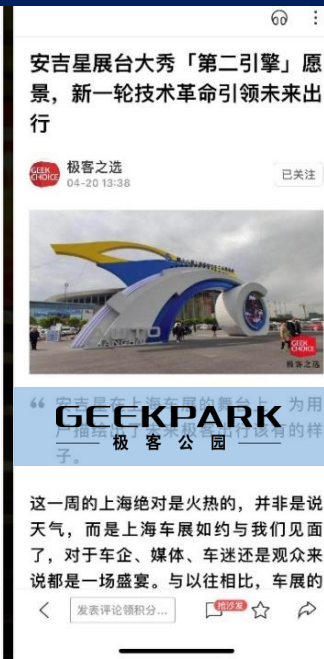 安吉星展台大秀「第二引擎」愿
景，新一轮技术革命引领未来出
行
GEEK CHOICE
极客之选
04-20 13:38
已关注
GEEK CHOICE
极客之选
安吉星在上海车展的舞台上，为用
户描绘出了未来极客出行该有的样
子。
GEEKPARK
极客公园
这一周的上海绝对是火热的，并非是说
天气，而是上海车展如约与我们见面
了，对于车企、媒体、车迷还是观众来
说都是一场盛宴。与以往相比，车展的
发表评论领积分...
抢沙发